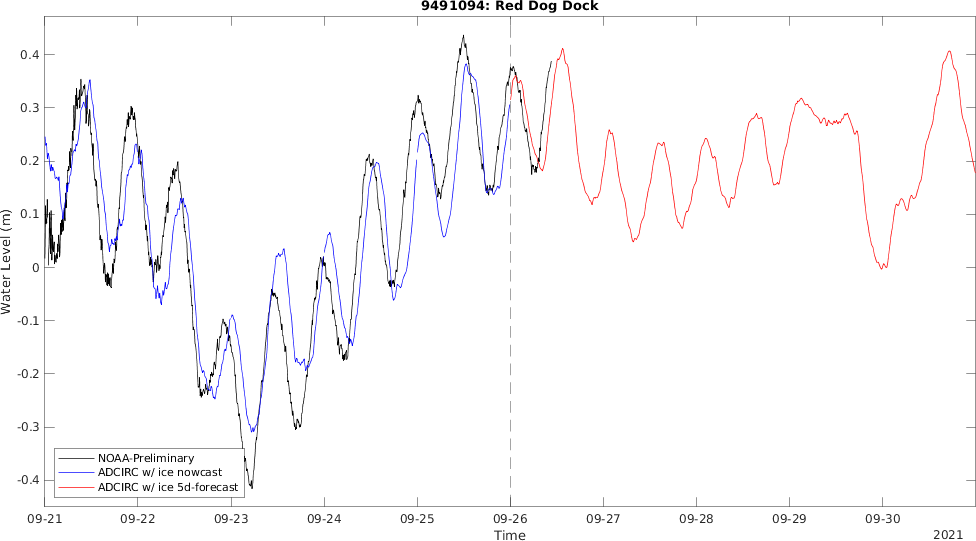 9491094: Red Dog Dock
Water Level (m)
0.4
0.3
0.2
0.1
0
-0.1
-0.2
-0.3
-0.4
NOAA-Preliminary
ADCIRC w/ ice nowcast
ADCIRC w/ ice 5d-forecast
09-21 09-22 09-23 09-24 09-25 09-26 09-27 09-28 09-29 09-30
Time
2021